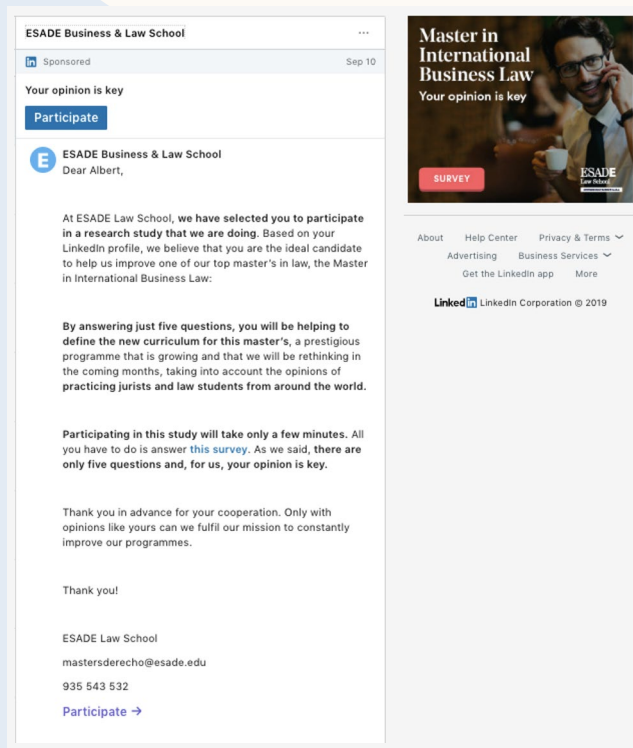 ESADE Business & Law School
...
in Sponsored
Sep 10
Your opinion is key
Participate
E
ESADE Business & Law School
Dear Albert,
At ESADE Law School, we have selected you to participate
in a research study that we are doing. Based on your
LinkedIn profile, we believe that you are the ideal candidate
to help us improve one of our top master's in law, the Master
in International Business Law:
By answering just five questions, you will be helping to
define the new curriculum for this master's, a prestigious
programme that is growing and that we will be rethinking in
the coming months, taking into account the opinions of
practicing jurists and law students from around the world.
Participating in this study will take only a few minutes. All
you have to do is answer this survey. As we said, there are
only five questions and, for us, your opinion is key.
Thank you in advance for your cooperation. Only with
opinions like yours can we fulfil our mission to constantly
improve our programmes.
Thank you!
ESADE Law School
mastersderecho@esade.edu
935 543 532
Participate →
Master in
International
Business Law
Your opinion is key
SURVEY
ESADE
Law School
About Help Center Privacy & Terms
Advertising Business Services
Get the LinkedIn app More
LinkedIn LinkedIn Corporation © 2019